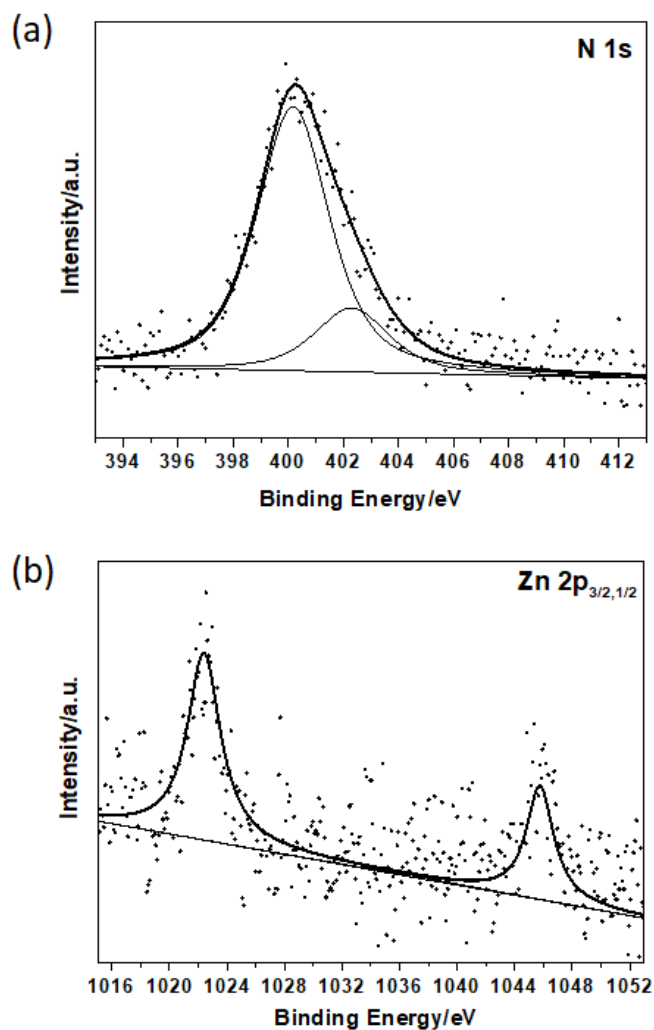 (a)
N 1s
Intensity/a.u.
394 396 398 400 402 404 406 408 410 412
Binding Energy/eV
(b)
Zn 2p3/2,1/2
Intensity/a.u.
1016 1020 1024 1028 1032 1036 1040 1044 1048 1052
Binding Energy/eV